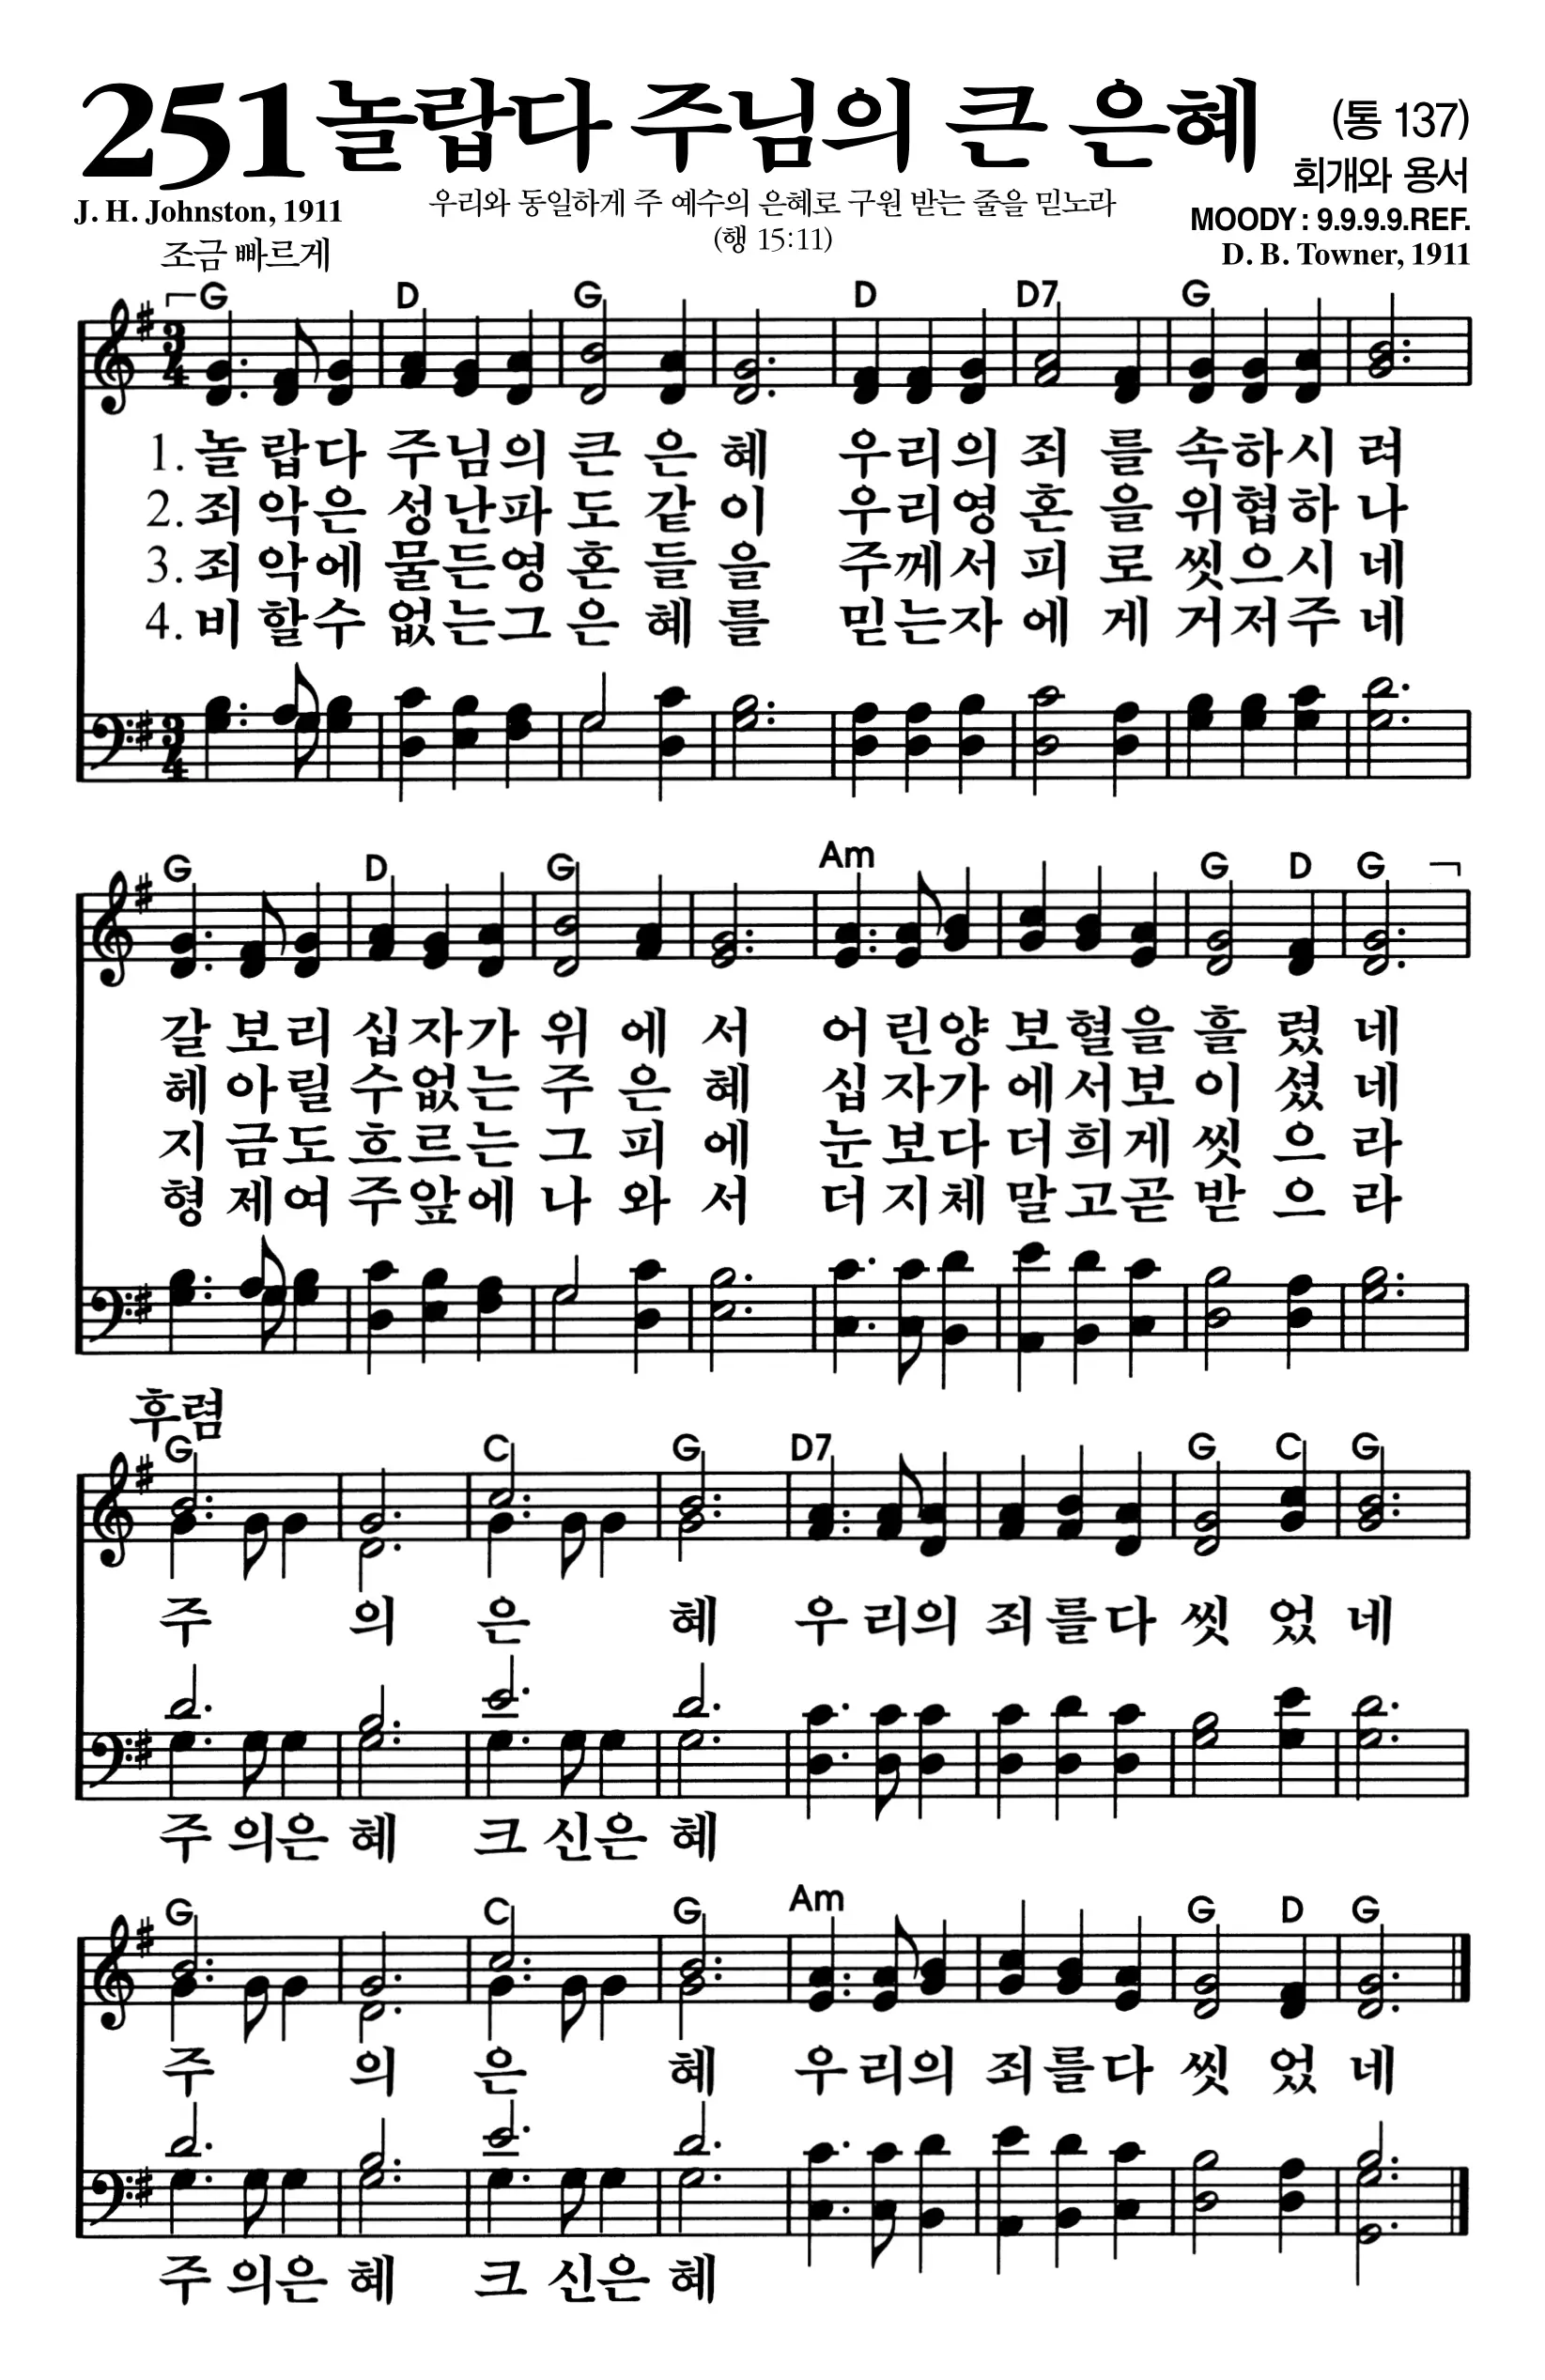 251 놀랍다 주님의 큰 은혜 (통 137)
회개와 용서
J. H. Johnston, 1911
우리와 동일하게 주 예수의 은혜로 구원 받는 줄을 믿노라
(행 15:11)
MOODY : 9.9.9.9.REF.
D. B. Towner, 1911
조금 빠르게
G D G D D7 G
3 4
1. 놀 랍다 주님의 큰 은 혜 우리의 죄 를 속하시 려
2. 죄 악은 성난파 도 같 이 우리영 혼 을 위협하 나
3. 죄 악에 물든영 혼 들 을 주께서 피 로 씻으시 네
4. 비 할수 없는그 은 혜 를 믿는자 에 게 거저주 네
3 4
G D G Am G D G
갈 보리 십자가 위 에 서 어 린양 보혈을 흘 렸 네
헤 아릴 수없는 주 은 혜 십 자가 에서보 이 셨 네
지 금도 흐르는 그 피 에 눈 보다 더희게 씻 으 라
형 제여 주앞에 나 와 서 더 지체 말고곧 받 으 라
후렴
G C G D7 G C G
주 의 은 혜 우 리의 죄 를다 씻 었 네
주 의은 혜 크 신은 혜
G C G Am G D G
주 의 은 혜 우 리의 죄 를다 씻 었 네
주 의은 혜 크 신은 혜